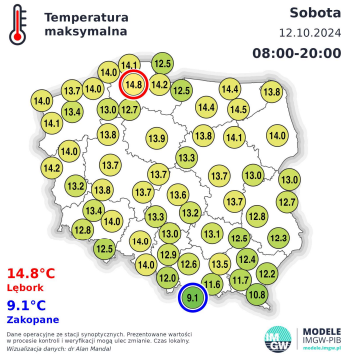 Temperatura
maksymalna
Sobota
12.10.2024
08:00-20:00
14.1 12.5
14.0
13.7 14.0 14.8 14.2 12.5 14.4 13.8
14.0
13.4 13.0 12.7 14.4 14.5
14.1
13.8 13.9 13.8 14.1 14.0
14.0
14.2 13.7 13.3
13.7 13.7 13.0 13.0
13.2 13.8 13.7 13.6 13.7 12.7
13.4 14.0 13.3 13.2 12.8
12.8 13.0 13.1 12.5 12.3
12.5 14.0 12.9
14.0 12.6 13.5 12.4
12.0 11.6 11.7 12.2
9.1 10.8
14.8°C
Lębork
9.1°C
Zakopane
Dane operacyjne ze stacji synoptycznych. Prezentowane wartości
w procesie kontroli i weryfikacji mogą ulec zmianie. Czas lokalny.
Wizualizacja danych: dr Alan Mandal
IM
GW
MODELE
IMGW-PIB
modele.imgw.pl